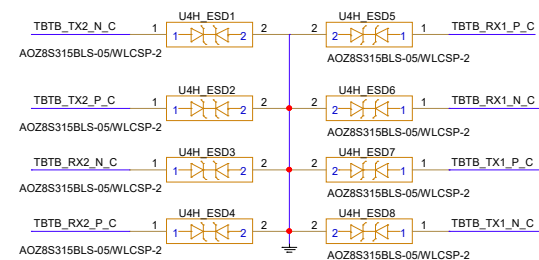 U4H_ESD1 U4H_ESD5
TBTB_TX2_N_C 1 1 2 2 2 2 1 1 TBTB_RX1_P_C
AOZ8S315BLS-05/WLCSP-2 AOZ8S315BLS-05/WLCSP-2
U4H_ESD2 U4H_ESD6
TBTB_TX2_P_C 1 1 2 2 2 2 1 1 TBTB_RX1_N_C
AOZ8S315BLS-05/WLCSP-2 AOZ8S315BLS-05/WLCSP-2
U4H_ESD3 U4H_ESD7
TBTB_RX2_N_C 1 1 2 2 2 2 1 1 TBTB_TX1_P_C
AOZ8S315BLS-05/WLCSP-2 AOZ8S315BLS-05/WLCSP-2
U4H_ESD4 U4H_ESD8
TBTB_RX2_P_C 1 1 2 2 2 2 1 1 TBTB_TX1_N_C
AOZ8S315BLS-05/WLCSP-2 AOZ8S315BLS-05/WLCSP-2